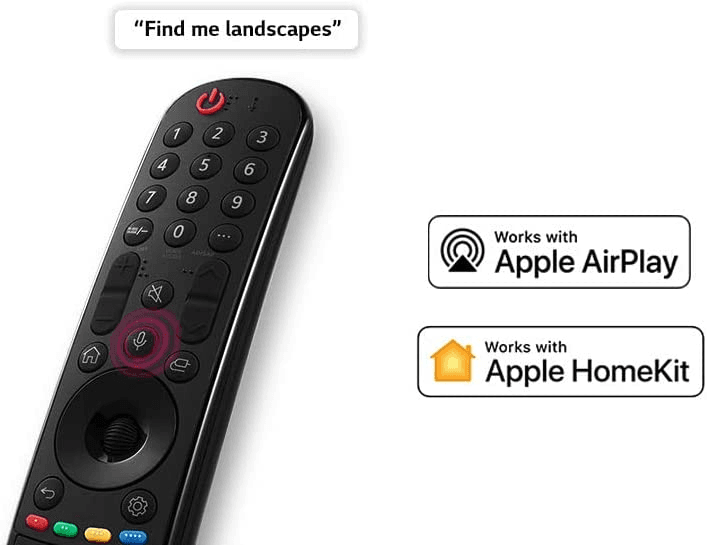 “Find me landscapes”
1 2 3
4 5 6
7 8 9
0 ...
+
Works with
Apple AirPlay
Works with
Apple HomeKit